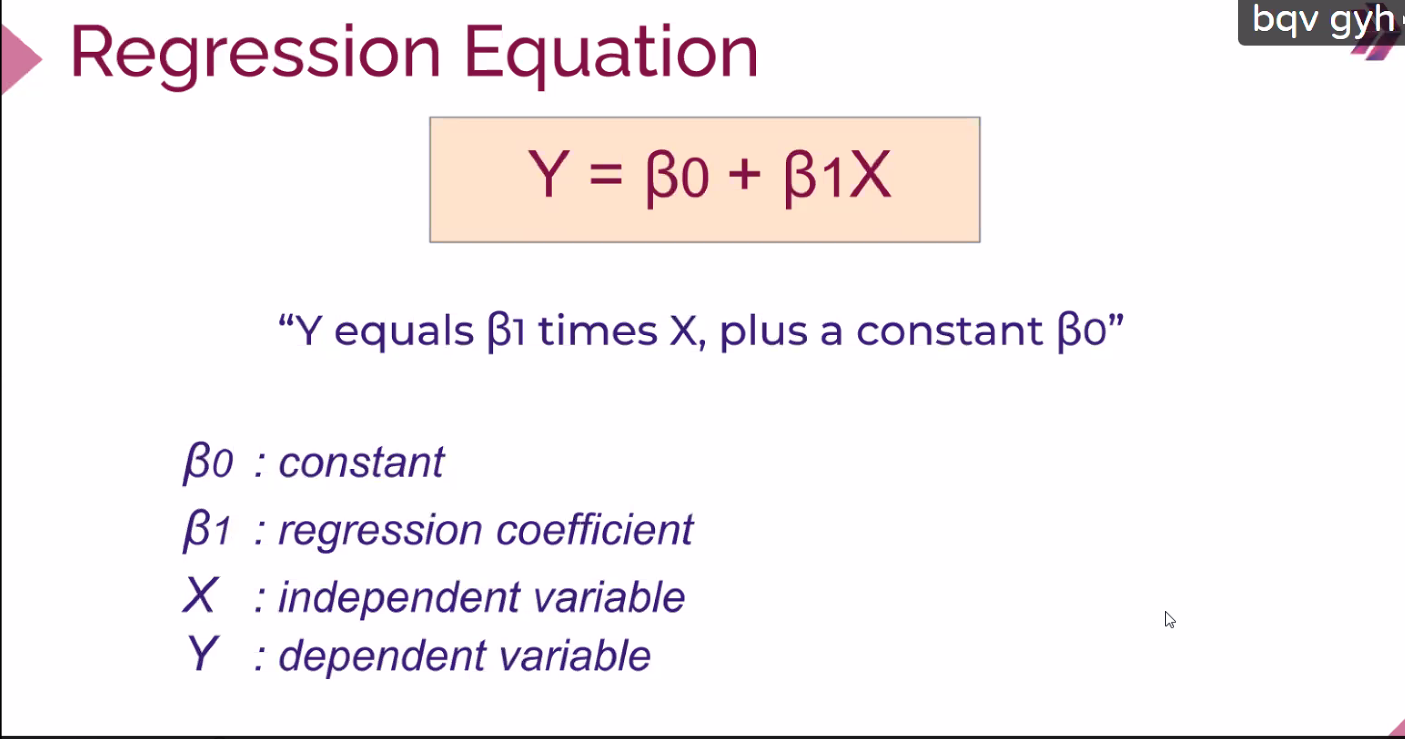 Regression Equation
bqv gyh
Y = β0 + β1X
“Y equals β1 times X, plus a constant β0”
β0 : constant
β1 : regression coefficient
X : independent variable
Y : dependent variable